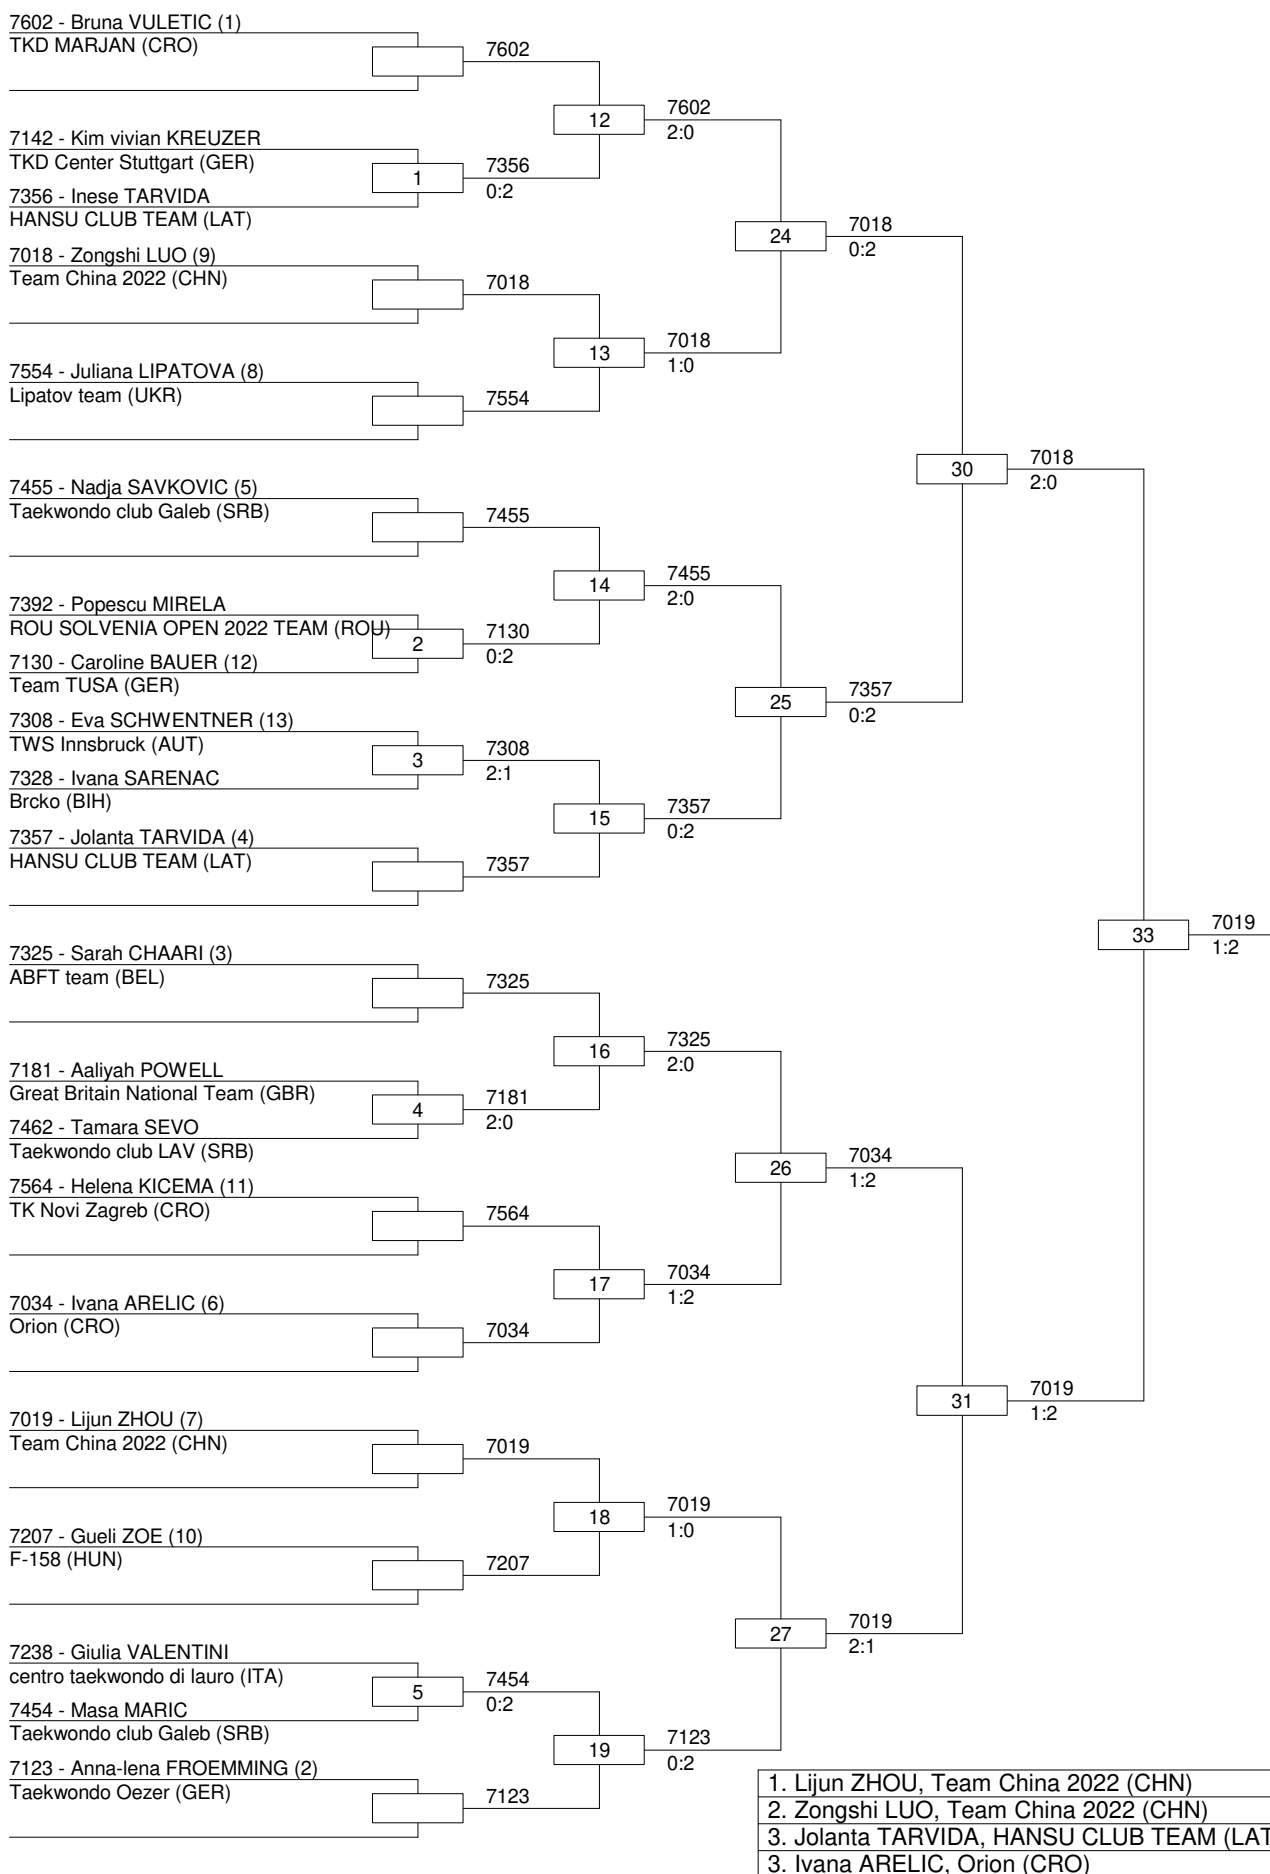 7602 - Bruna VULETIC (1)
TKD MARJAN (CRO)
7602
12
7602
2:0
7142 - Kim vivian KREUZER
TKD Center Stuttgart (GER)
1
7356
0:2
7356 - Inese TARVIDA
HANSU CLUB TEAM (LAT)
24
7018
0:2
7018 - Zongshi LUO (9)
Team China 2022 (CHN)
7018
13
7018
1:0
7554 - Juliana LIPATOVA (8)
Lipatov team (UKR)
7554
30
7018
2:0
7455 - Nadja SAVKOVIC (5)
Taekwondo club Galeb (SRB)
7455
14
7455
2:0
7392 - Popescu MIRELA
ROU SOLVENIA OPEN 2022 TEAM (ROU)
2
7130
0:2
7130 - Caroline BAUER (12)
Team TUSA (GER)
25
7357
0:2
7308 - Eva SCHWENTNER (13)
TWS Innsbruck (AUT)
3
7308
2:1
7328 - Ivana SARENAC
Brcko (BIH)
15
7357
0:2
7357 - Jolanta TARVIDA (4)
HANSU CLUB TEAM (LAT)
7357
33
7019
1:2
7325 - Sarah CHAARI (3)
ABFT team (BEL)
7325
16
7325
2:0
7181 - Aaliyah POWELL
Great Britain National Team (GBR)
4
7181
2:0
7462 - Tamara SEVO
Taekwondo club LAV (SRB)
26
7034
1:2
7564 - Helena KICEMA (11)
TK Novi Zagreb (CRO)
7564
17
7034
1:2
7034 - Ivana ARELIC (6)
Orion (CRO)
7034
31
7019
1:2
7019 - Lijun ZHOU (7)
Team China 2022 (CHN)
7019
18
7019
1:0
7207 - Gueli ZOE (10)
F-158 (HUN)
7207
27
7019
2:1
7238 - Giulia VALENTINI
centro taekwondo di lauro (ITA)
5
7454
0:2
7454 - Masa MARIC
Taekwondo club Galeb (SRB)
19
7123
0:2
7123 - Anna-lena FROEMMING (2)
Taekwondo Oezer (GER)
7123
1. Lijun ZHOU, Team China 2022 (CHN)
2. Zongshi LUO, Team China 2022 (CHN)
3. Jolanta TARVIDA, HANSU CLUB TEAM (LAT
3. Ivana ARELIC, Orion (CRO)